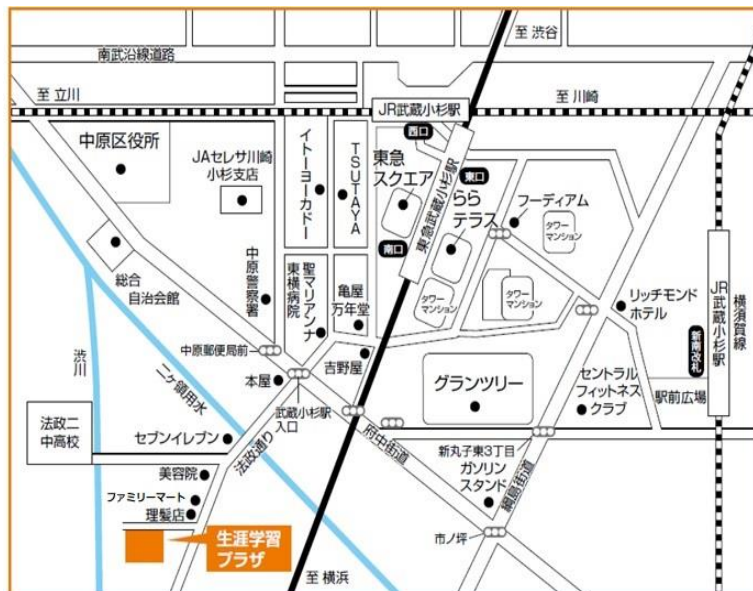 至 渋谷
南武沿線道路
至 立川
JR武蔵小杉駅
至 川崎
西口
中原区役所
JAセレサ川崎
小杉支店
イトーヨーカドー
TSUTAYA
東急
スクエア
東急武蔵小杉駅
東口
らら
テラス
フーディアム
タワー
マンション
南口
総合
自治会館
中原警察署
聖マリアンナ
東横病院
亀屋
万年堂
タワー
マンション
タワー
マンション
リッチモンド
ホテル
JR武蔵小杉駅
横須賀線
新南改札
渋川
二ヶ領用水
中原郵便局前
吉野屋
本屋
武蔵小杉駅
入口
グランツリー
セントラル
フィットネス
クラブ
駅前広場
法政二
中高校
セブンイレブン
法政通り
府中街道
新丸子東3丁目
ガソリン
スタンド
綱島街道
美容院
ファミリーマート
理髪店
市ノ坪
生涯学習
プラザ
至 横浜